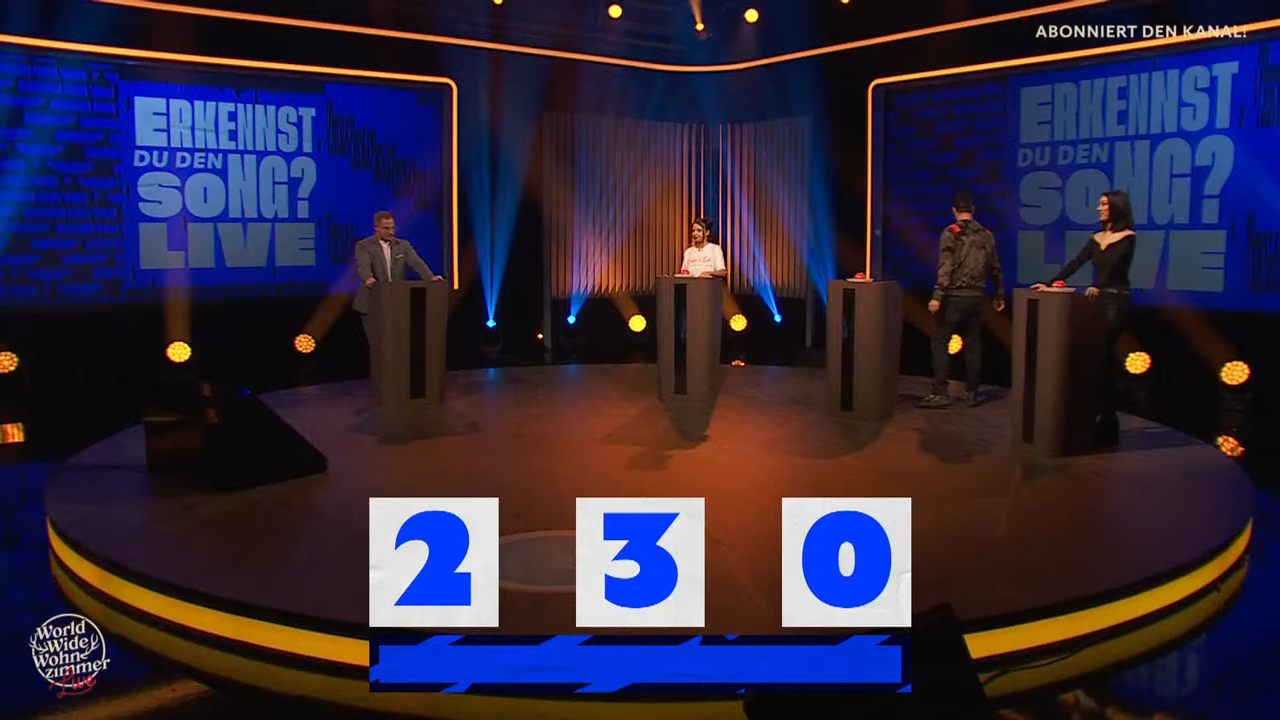 ABONNIERT DEN KANAL!
ERKENNST
DU DEN SONG?
LIVE
ERKENNST
DU DEN SONG?
LIVE
2 3 0
World
Wide
Wohn-
zimmer
Live